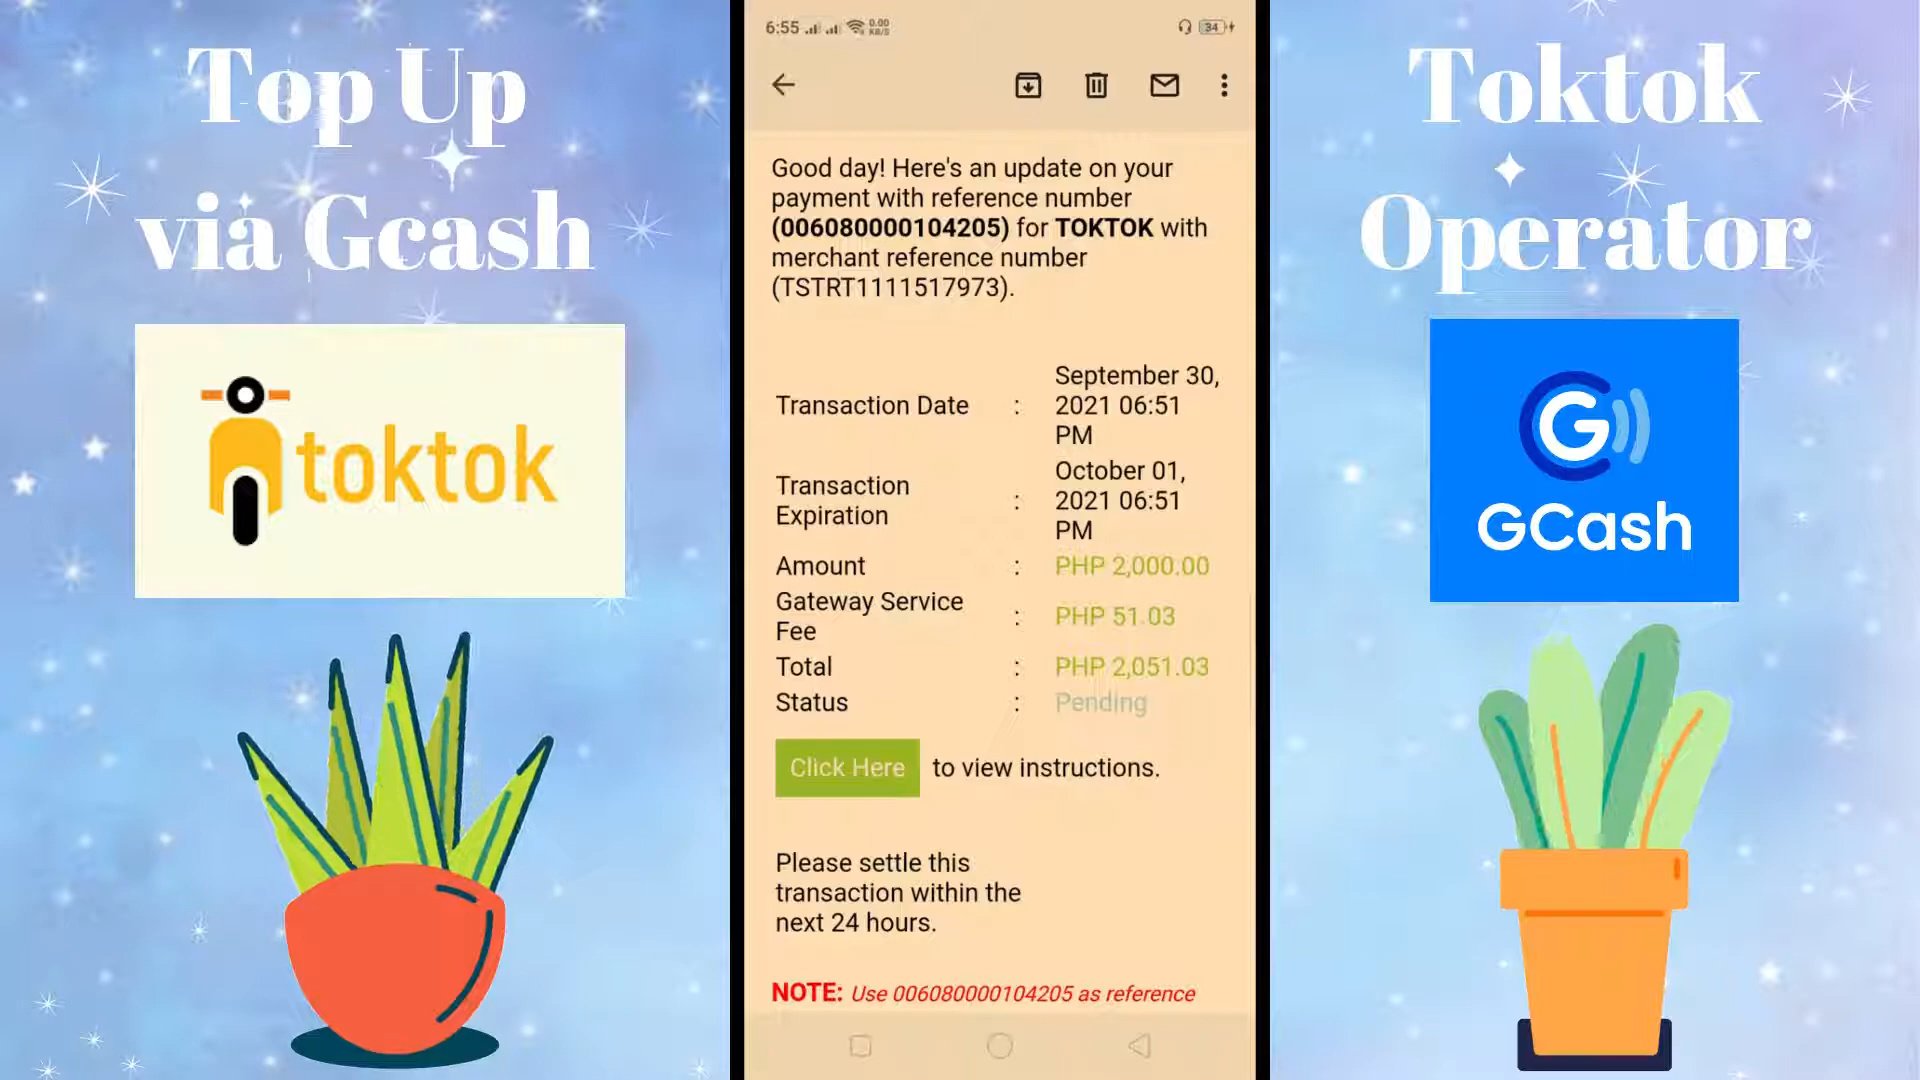 Top Up
via Gcash
toktok
6:55
0.00
KB/S
34
Good day! Here's an update on your
payment with reference number
(006080000104205) for TOKTOK with
merchant reference number
(TSTRT1111517973).
Transaction Date : September 30,
2021 06:51
PM
Transaction
Expiration : October 01,
2021 06:51
PM
Amount : PHP 2,000.00
Gateway Service
Fee : PHP 51.03
Total : PHP 2,051.03
Status : Pending
Click Here to view instructions.
Please settle this
transaction within the
next 24 hours.
NOTE: Use 006080000104205 as reference
Toktok
Operator
G
GCash